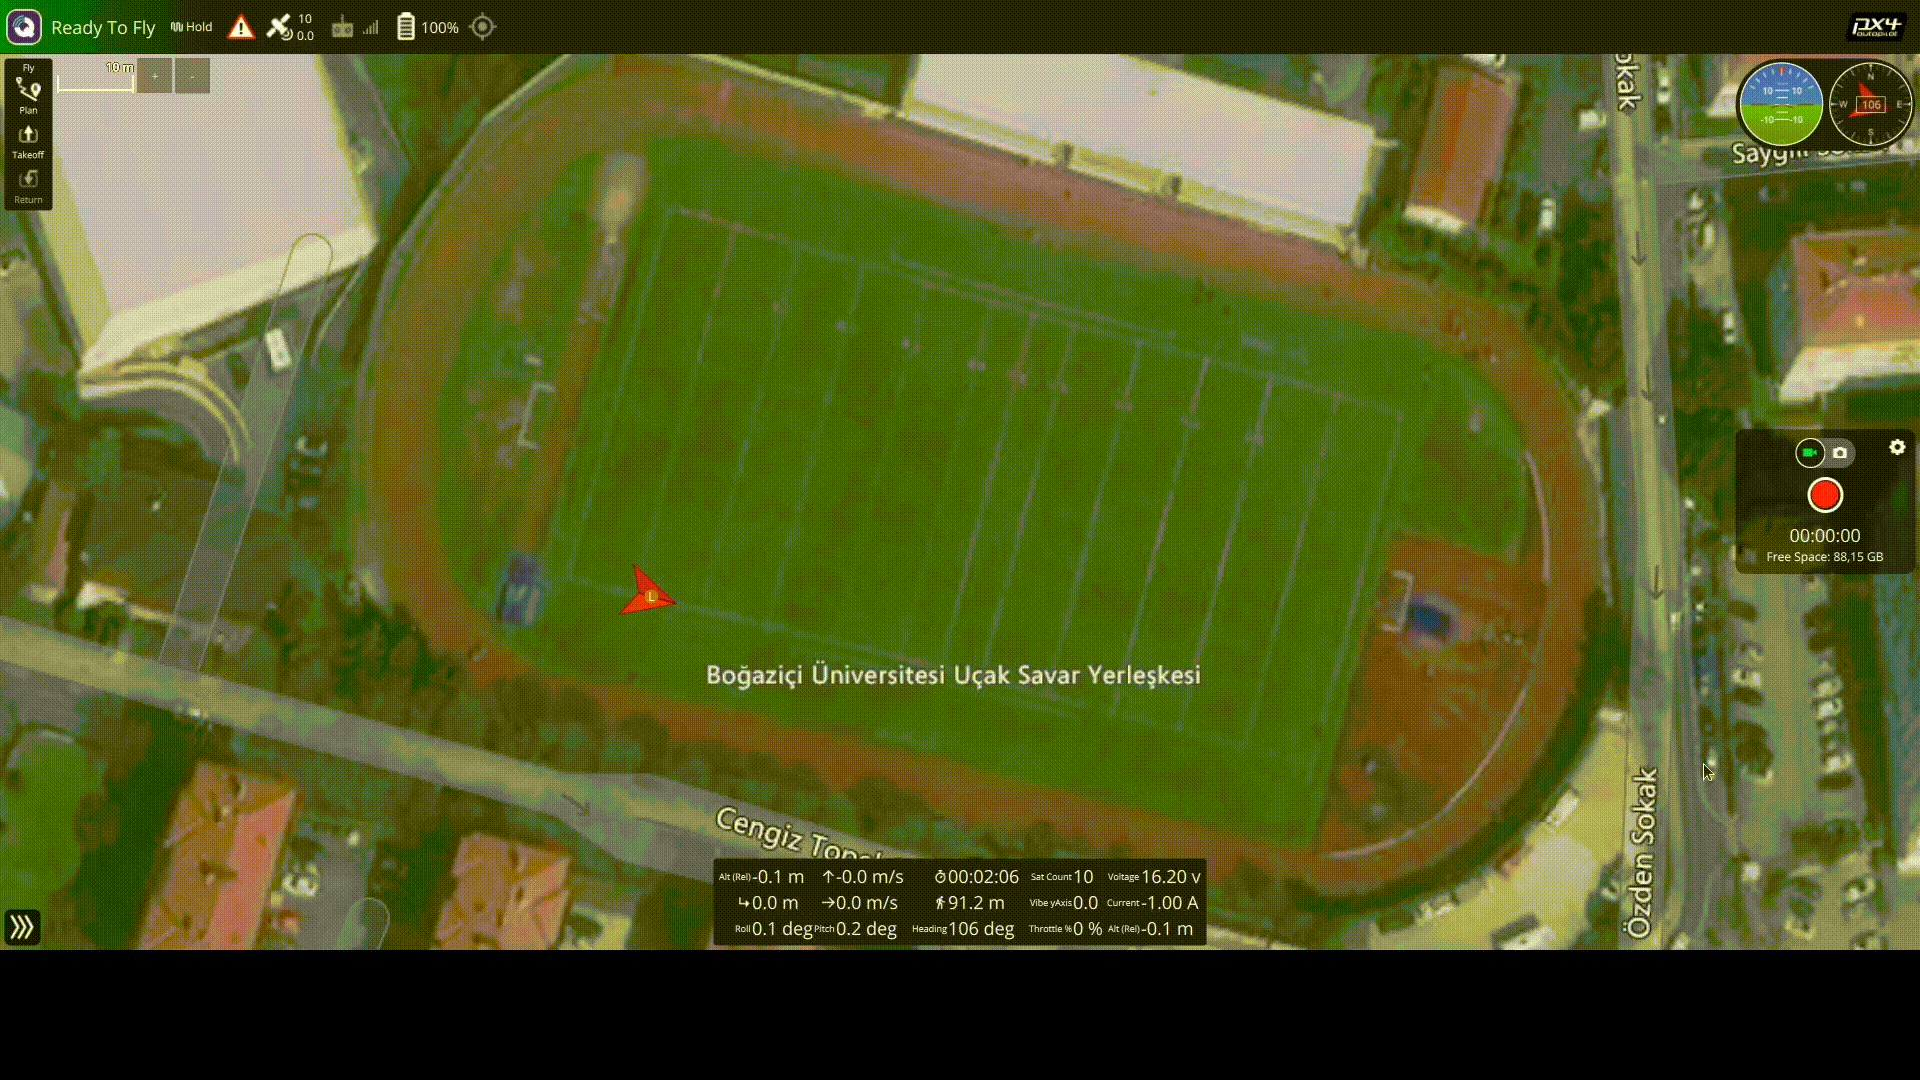 Ready To Fly
Hold
10
0.0
100%
PX4
autopilot
Fly
Plan
Takeoff
Return
10 m
+
-
10 10
-10 -10
N
W 106 E
S
okak
00:00:00
Free Space: 88,15 GB
L
Boğaziçi Üniversitesi Uçak Savar Yerleşkesi
Cengiz
Özden Sokak
Alt (Rel) -0.1 m ↑-0.0 m/s 00:02:06 Sat Count 10 Voltage 16.20 v
0.0 m →0.0 m/s 91.2 m Vibe yAxis 0.0 Current -1.00 A
Roll 0.1 deg Pitch 0.2 deg Heading 106 deg Throttle % 0 % Alt (Rel) -0.1 m